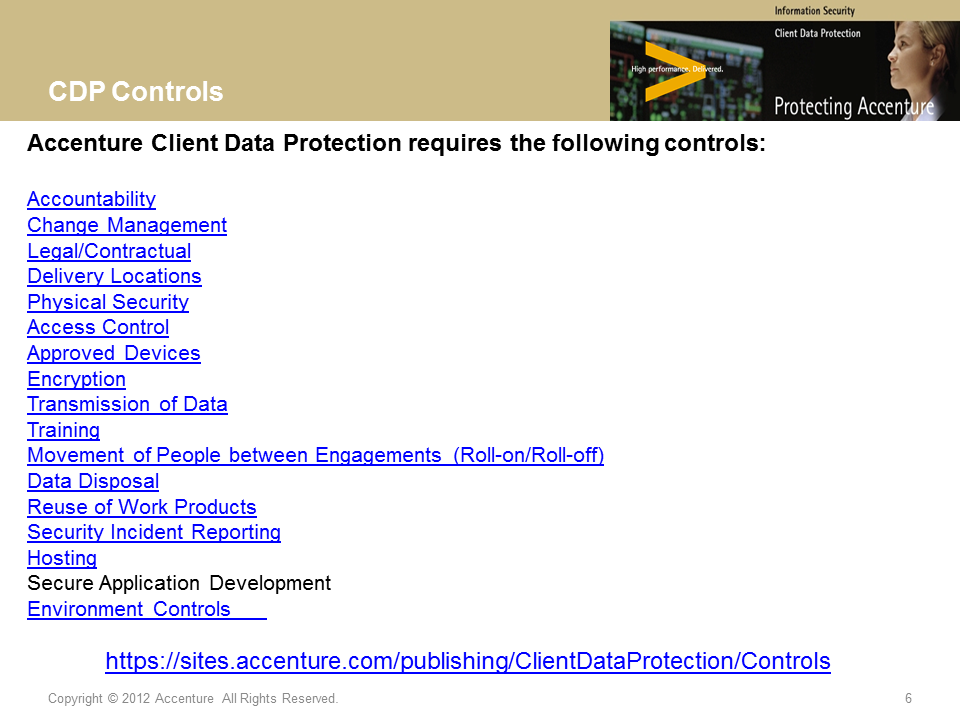 Information Security
Client Data Protection
High performance. Delivered.
Protecting Accenture
CDP Controls
Accenture Client Data Protection requires the following controls:
Accountability
Change Management
Legal/Contractual
Delivery Locations
Physical Security
Access Control
Approved Devices
Encryption
Transmission of Data
Training
Movement of People between Engagements (Roll-on/Roll-off)
Data Disposal
Reuse of Work Products
Security Incident Reporting
Hosting
Secure Application Development
Environment Controls
https://sites.accenture.com/publishing/ClientDataProtection/Controls
Copyright © 2012 Accenture All Rights Reserved.
6